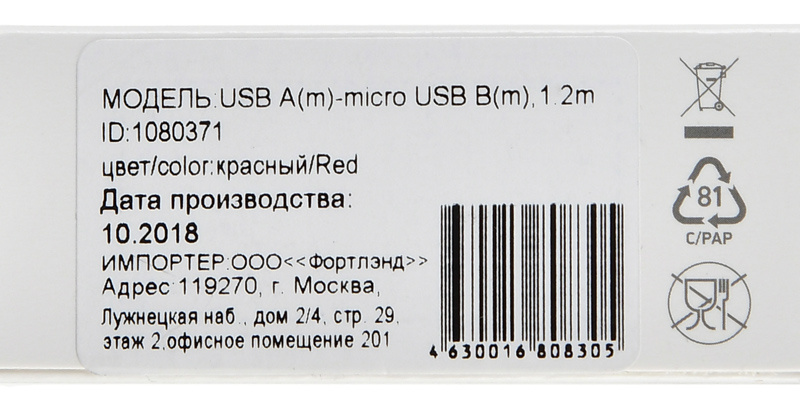 МОДЕЛЬ:USB A(m)-micro USB B(m),1.2m
ID:1080371
цвет/color:красный/Red
Дата производства:
10.2018
ИМПОРТЕР:ООО<<Фортлэнд>>
Адрес:119270, г. Москва,
Лужнецкая наб., дом 2/4, стр. 29,
этаж 2,офисное помещение 201
4 630016 808305
81
C/PAP